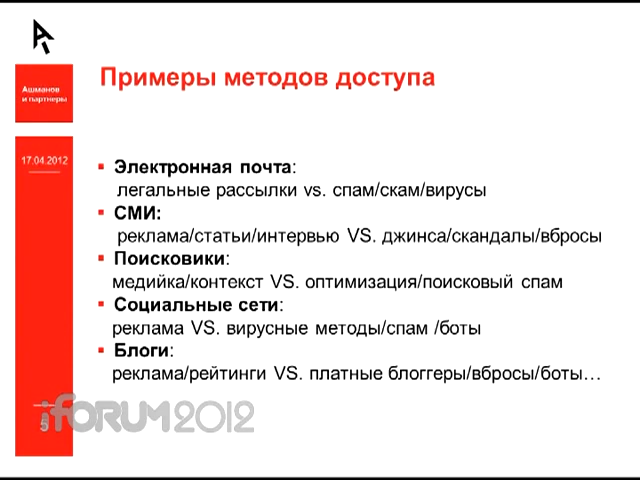 Ашманов
и партнеры
Примеры методов доступа
17.04.2012
Электронная почта:
легальные рассылки vs. спам/скам/вирусы
СМИ:
реклама/статьи/интервью VS. джинса/скандалы/вбросы
Поисковики:
медийка/контекст VS. оптимизация/поисковый спам
Социальные сети:
реклама VS. вирусные методы/спам /боты
Блоги:
реклама/рейтинги VS. платные блоггеры/вбросы/боты…
5
iFORUM2012